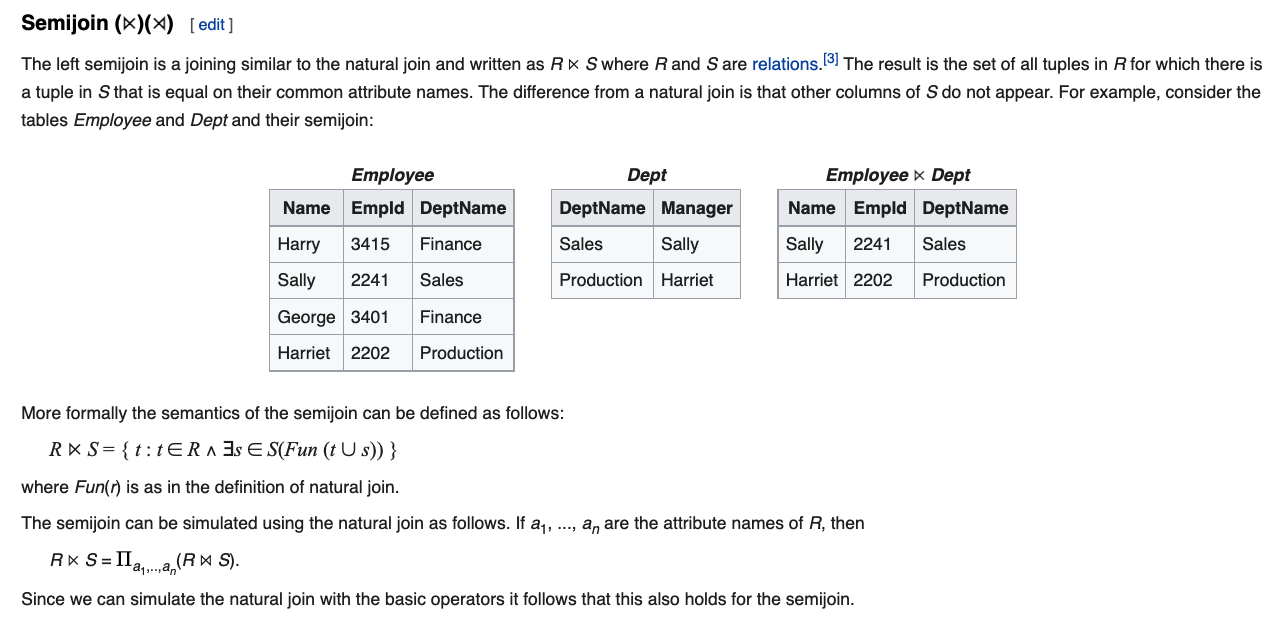 Semijoin (⋉)(⋊) [ edit ]
The left semijoin is a joining similar to the natural join and written as R ⋉ S where R and S are relations.[3] The result is the set of all tuples in R for which there is
a tuple in S that is equal on their common attribute names. The difference from a natural join is that other columns of S do not appear. For example, consider the
tables Employee and Dept and their semijoin:
Employee
Name EmpId DeptName
Harry 3415 Finance
Sally 2241 Sales
George 3401 Finance
Harriet 2202 Production
Dept
DeptName Manager
Sales Sally
Production Harriet
Employee ⋉ Dept
Name EmpId DeptName
Sally 2241 Sales
Harriet 2202 Production
More formally the semantics of the semijoin can be defined as follows:
R ⋉ S = { t : t ∈ R ∧ ∃s ∈ S(Fun (t ∪ s)) }
where Fun(r) is as in the definition of natural join.
The semijoin can be simulated using the natural join as follows. If a₁, ..., aₙ are the attribute names of R, then
R ⋉ S = Π a₁,..,aₙ (R ⋈ S).
Since we can simulate the natural join with the basic operators it follows that this also holds for the semijoin.